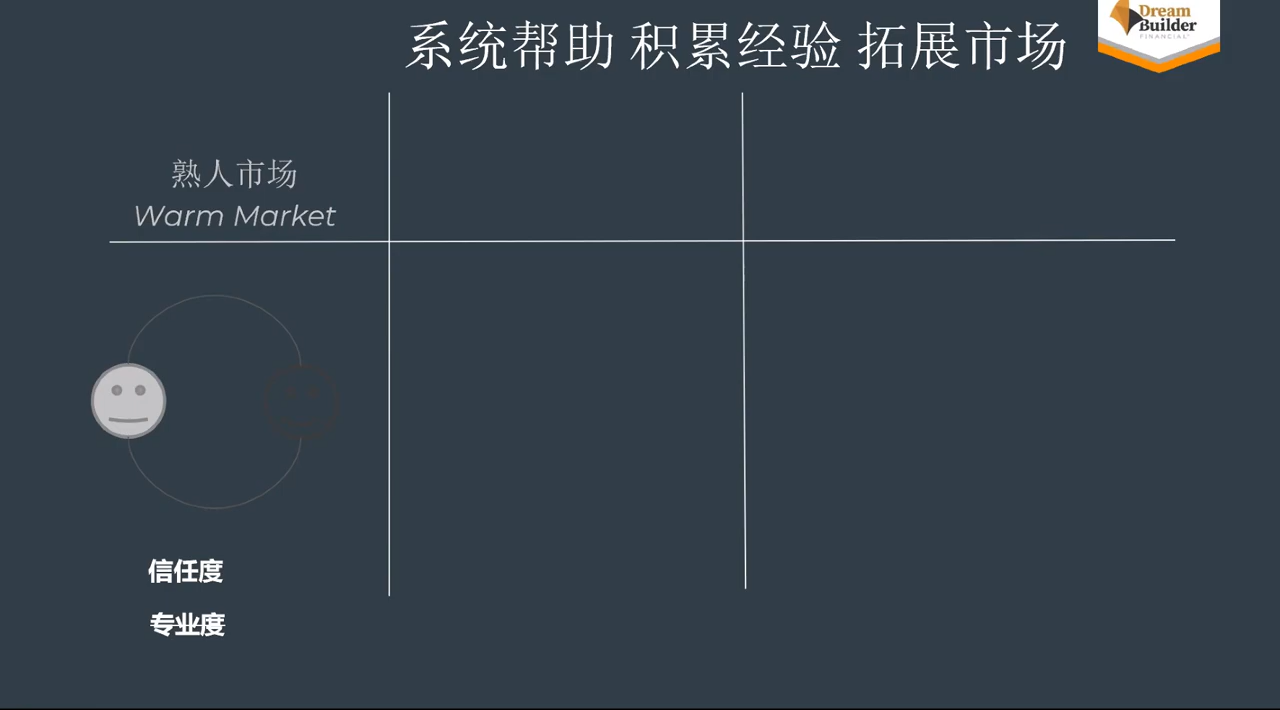 系统帮助 积累经验 拓展市场
Dream
Builder
FINANCIAL
熟人市场
Warm Market
信任度
专业度